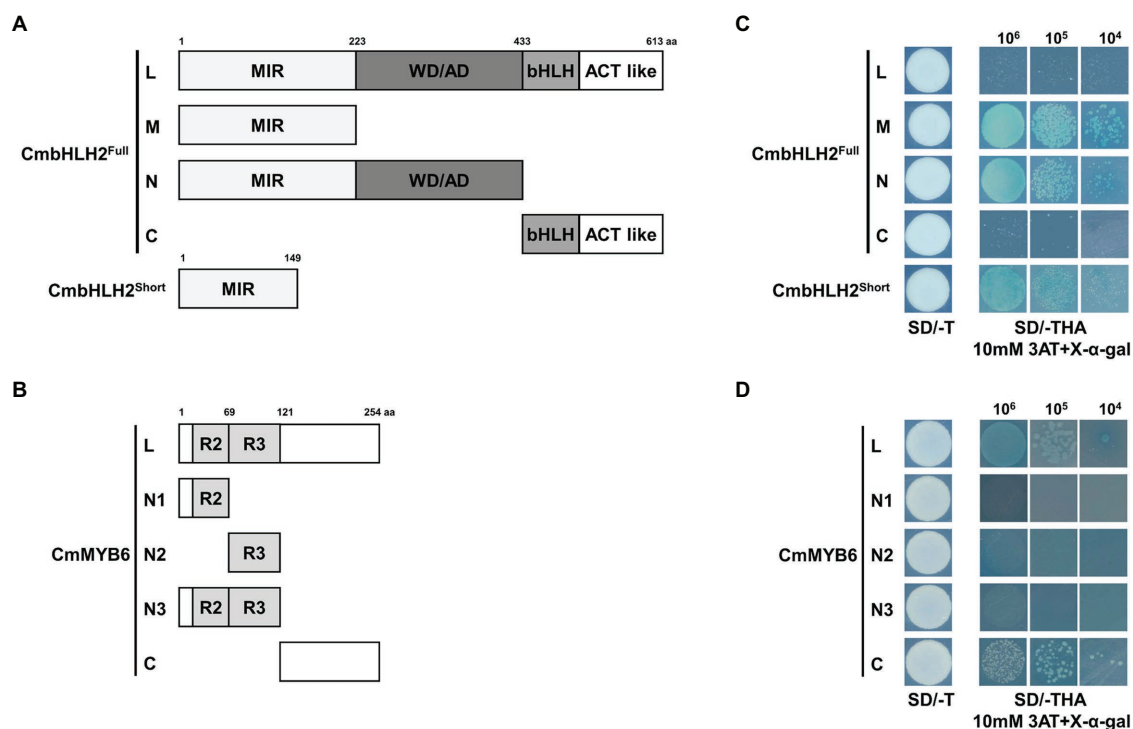 A
1 223 433 613 aa
L MIR WD/AD bHLH ACT like
M MIR
CmbHLH2Full
N MIR WD/AD
C bHLH ACT like
1 149
CmbHLH2Short MIR
C
10⁶ 10⁵ 10⁴
L
M
CmbHLH2Full
N
C
CmbHLH2Short
SD/-T SD/-THA
10mM 3AT+X-α-gal
B
1 69 121 254 aa
L R2 R3
N1 R2
CmMYB6 N2 R3
N3 R2 R3
C
D
10⁶ 10⁵ 10⁴
L
N1
CmMYB6 N2
N3
C
SD/-T SD/-THA
10mM 3AT+X-α-gal